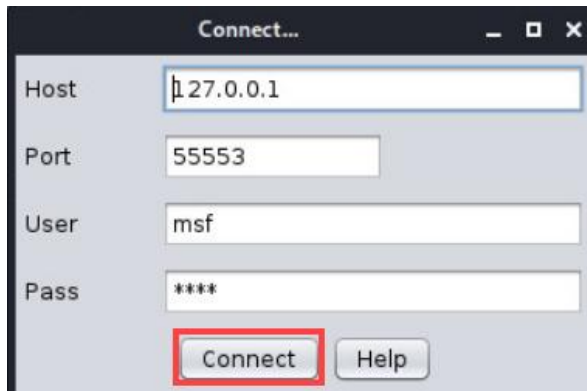 Connect...
Host 127.0.0.1
Port 55553
User msf
Pass ****
Connect Help